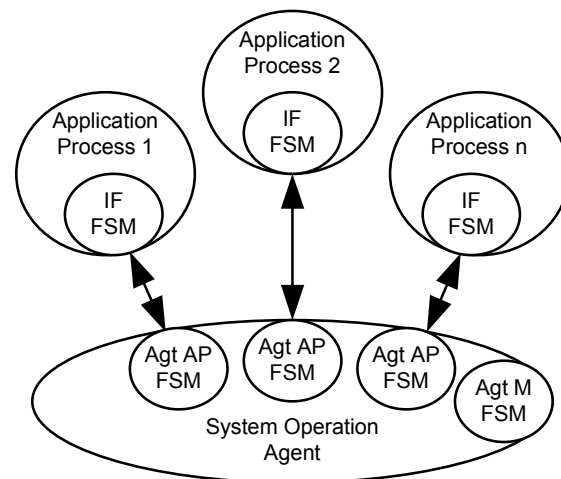 Application
Process 2
IF
FSM
Application
Process 1
IF
FSM
Application
Process n
IF
FSM
Agt AP
FSM
Agt AP
FSM
Agt AP
FSM
Agt M
FSM
System Operation
Agent